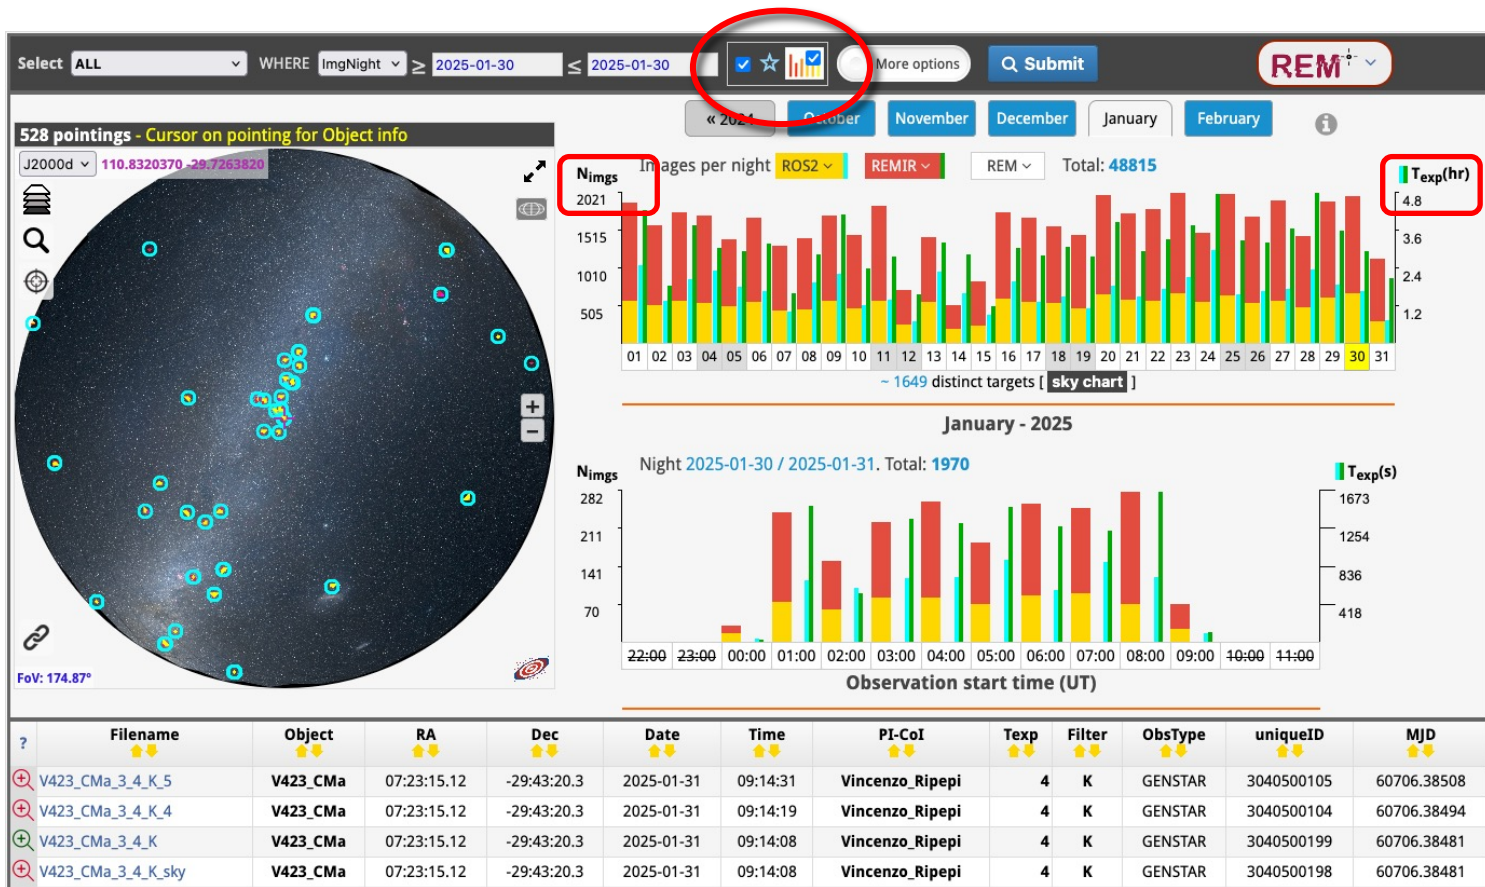 Select ALL WHERE ImgNight ≥ 2025-01-30 ≤ 2025-01-30 More options Submit REM
« 2024 October November December January February
528 pointings - Cursor on pointing for Object info
J2000d 110.8320370 -29.7263820
FoV: 174.87°
Images per night ROS2 REMIR REM Total: 48815
Nimgs Texp(hr)
2021 4.8
1515 3.6
1010 2.4
505 1.2
01 02 03 04 05 06 07 08 09 10 11 12 13 14 15 16 17 18 19 20 21 22 23 24 25 26 27 28 29 30 31
~ 1649 distinct targets [ sky chart ]
January - 2025
Night 2025-01-30 / 2025-01-31. Total: 1970
Nimgs Texp(s)
282 1673
211 1254
141 836
70 418
22:00 23:00 00:00 01:00 02:00 03:00 04:00 05:00 06:00 07:00 08:00 09:00 10:00 11:00
Observation start time (UT)
? Filename Object RA Dec Date Time PI-CoI Texp Filter ObsType uniqueID MJD
V423_CMa_3_4_K_5 V423_CMa 07:23:15.12 -29:43:20.3 2025-01-31 09:14:31 Vincenzo_Ripepi 4 K GENSTAR 3040500105 60706.38508
V423_CMa_3_4_K_4 V423_CMa 07:23:15.12 -29:43:20.3 2025-01-31 09:14:19 Vincenzo_Ripepi 4 K GENSTAR 3040500104 60706.38494
V423_CMa_3_4_K V423_CMa 07:23:15.12 -29:43:20.3 2025-01-31 09:14:08 Vincenzo_Ripepi 4 K GENSTAR 3040500199 60706.38481
V423_CMa_3_4_K_sky V423_CMa 07:23:15.12 -29:43:20.3 2025-01-31 09:14:08 Vincenzo_Ripepi 4 K GENSTAR 3040500198 60706.38481